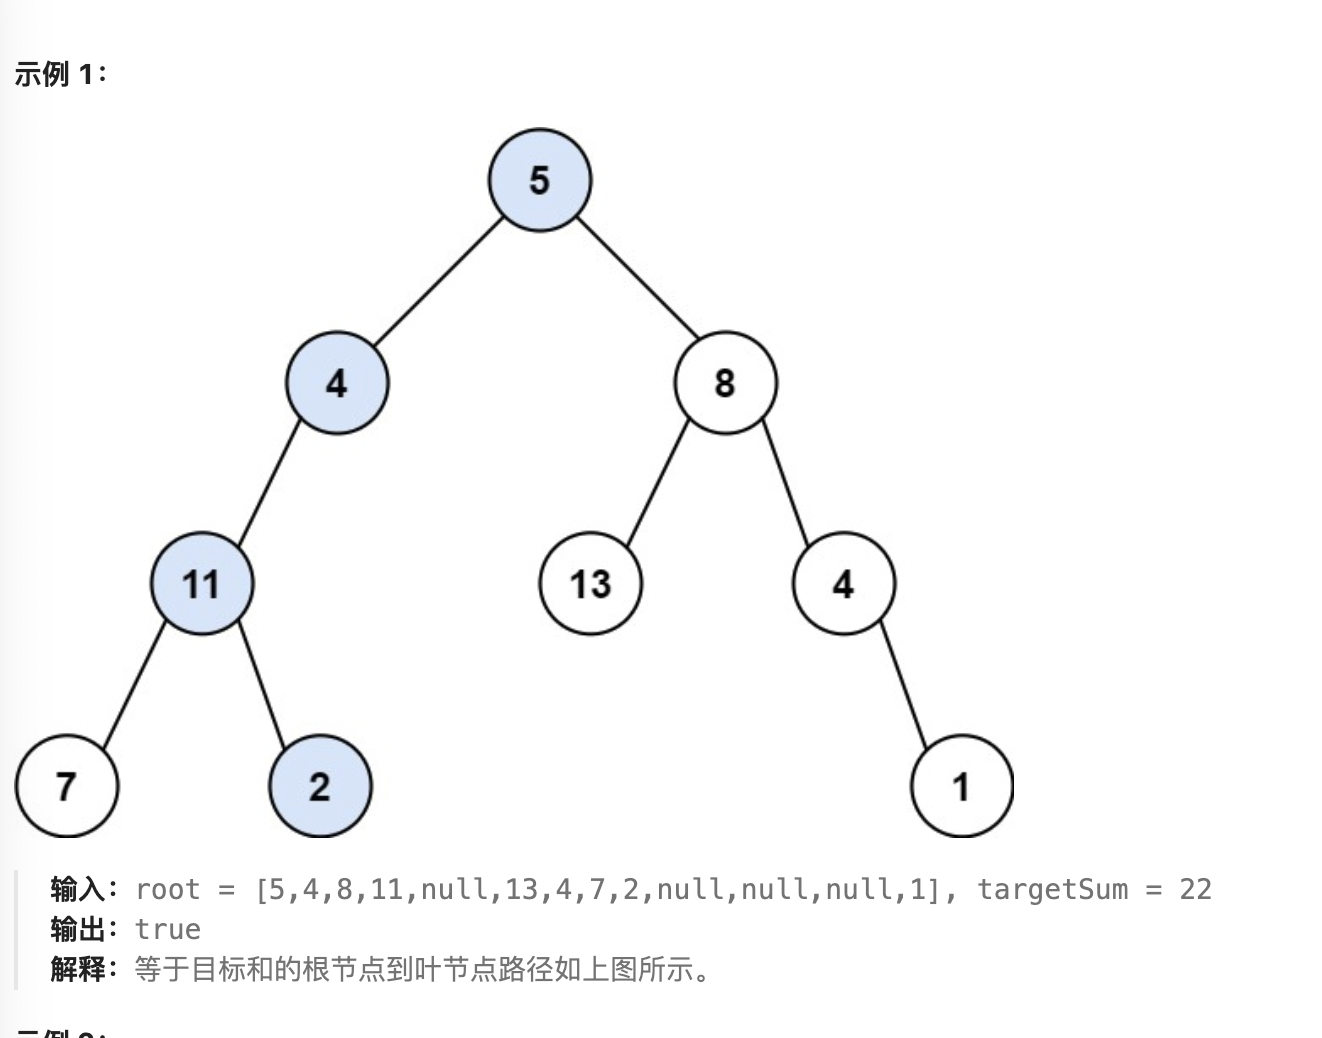 示例 1：
5
4
8
11
13
4
7
2
1
输入：root = [5,4,8,11,null,13,4,7,2,null,null,null,1], targetSum = 22
输出：true
解释：等于目标和的根节点到叶节点路径如上图所示。